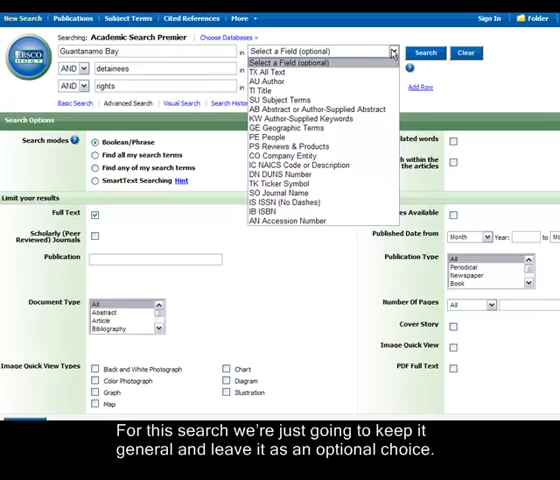 New Search Publications Subject Terms Cited References More Sign In Folder
EBSCO HOST
Searching: Academic Search Premier Choose Databases »
Guantanamo Bay in Select a Field (optional) Search Clear
AND detainees
AND rights Add Row
Select a Field (optional)
TX All Text
AU Author
TI Title
SU Subject Terms
AB Abstract or Author-Supplied Abstract
KW Author-Supplied Keywords
GE Geographic Terms
PE People
PS Reviews & Products
CO Company Entity
IC NAICS Code or Description
DN DUNS Number
TK Ticker Symbol
SO Journal Name
IS ISSN (No Dashes)
IB ISBN
AN Accession Number
Basic Search Advanced Search Visual Search Search Histo
Search Options
Search modes Boolean/Phrase
Find all my search terms
Find any of my search terms
SmartText Searching Hint
lated words
ch within the
the articles
Limit your results
Full Text
Scholarly (Peer
Reviewed) Journals
Publication
Document Type All
Abstract
Article
Bibliography
Image Quick View Types Black and White Photograph Chart
Color Photograph Diagram
Graph Illustration
Map
es Available
Published Date from Month Year: to Mo
Publication Type All
Periodical
Newspaper
Book
Number Of Pages All
Cover Story
Image Quick View
PDF Full Text
For this search we're just going to keep it
general and leave it as an optional choice.